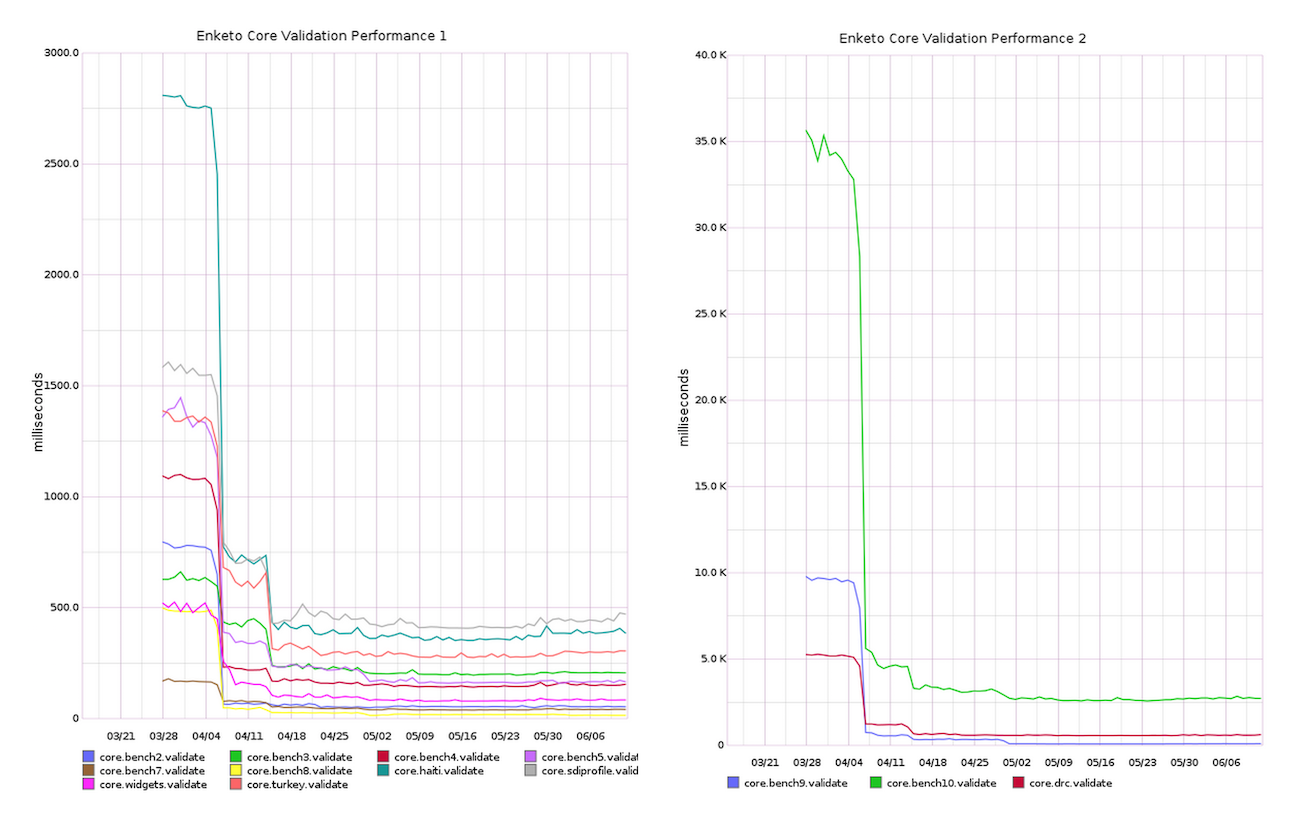 Enketo Core Validation Performance 1
3000.0
2500.0
2000.0
1500.0
1000.0
500.0
0
milliseconds
03/21 03/28 04/04 04/11 04/18 04/25 05/02 05/09 05/16 05/23 05/30 06/06
core.bench2.validate core.bench3.validate core.bench4.validate core.bench5.validat
core.bench7.validate core.bench8.validate core.haiti.validate core.sdiprofile.valid
core.widgets.validate core.turkey.validate
Enketo Core Validation Performance 2
40.0 K
35.0 K
30.0 K
25.0 K
20.0 K
15.0 K
10.0 K
5.0 K
0
milliseconds
03/21 03/28 04/04 04/11 04/18 04/25 05/02 05/09 05/16 05/23 05/30 06/06
core.bench9.validate core.bench10.validate core.drc.validate